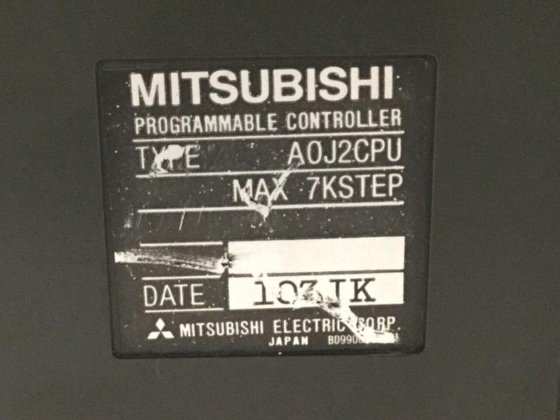 MITSUBISHI
PROGRAMMABLE CONTROLLER
TYPE A0J2CPU
MAX 7KSTEP
DATE
MITSUBISHI ELECTRIC CORP.
JAPAN